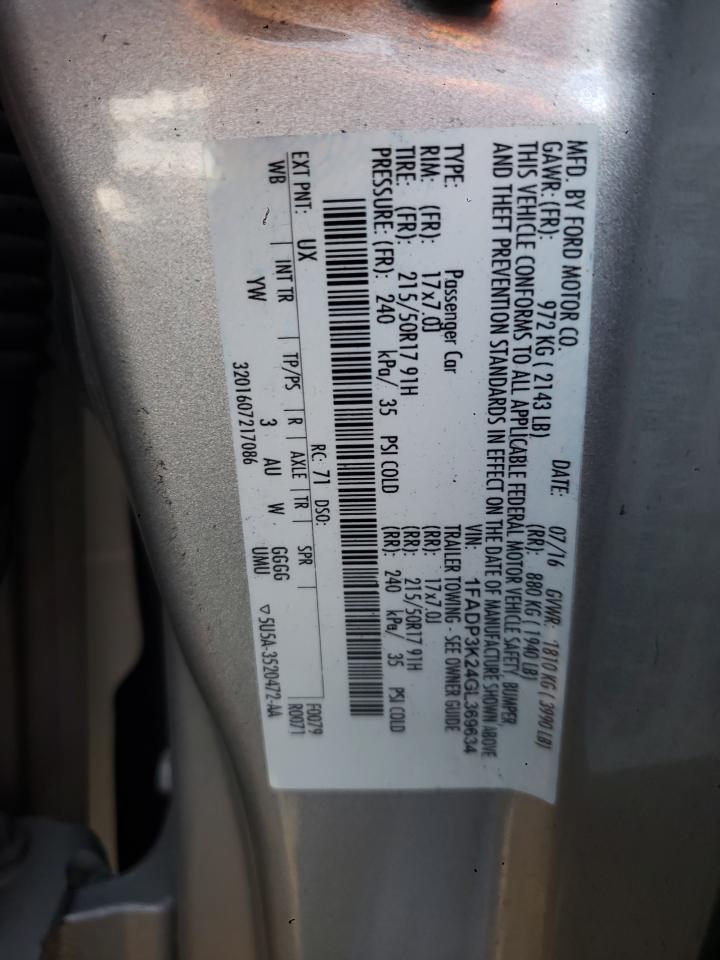 MFD. BY FORD MOTOR CO. DATE: 07/16 GVWR: 1810 KG ( 3990 LB)
GAWR: (FR): 972 KG ( 2143 LB) (RR): 880 KG ( 1940 LB)
THIS VEHICLE CONFORMS TO ALL APPLICABLE FEDERAL MOTOR VEHICLE SAFETY, BUMPER,
AND THEFT PREVENTION STANDARDS IN EFFECT ON THE DATE OF MANUFACTURE SHOWN ABOVE
VIN: 1FADP3K24GL369634
TYPE: Passenger Car TRAILER TOWING - SEE OWNER GUIDE
RIM: (FR): 17x7.0J (RR): 17x7.0J
TIRE: (FR): 215/50R17 91H (RR): 215/50R17 91H
PRESSURE: (FR): 240 kPa/ 35 PSI COLD (RR): 240 kPa/ 35 PSI COLD
EXT PNT: UX RC: 71 DSO: F0079
WB INT TR TP/PS R AXLE TR SPR R0071
YW 3 AU W GGGG
UMU ▽5U5A-3520472-AA
3201607217086